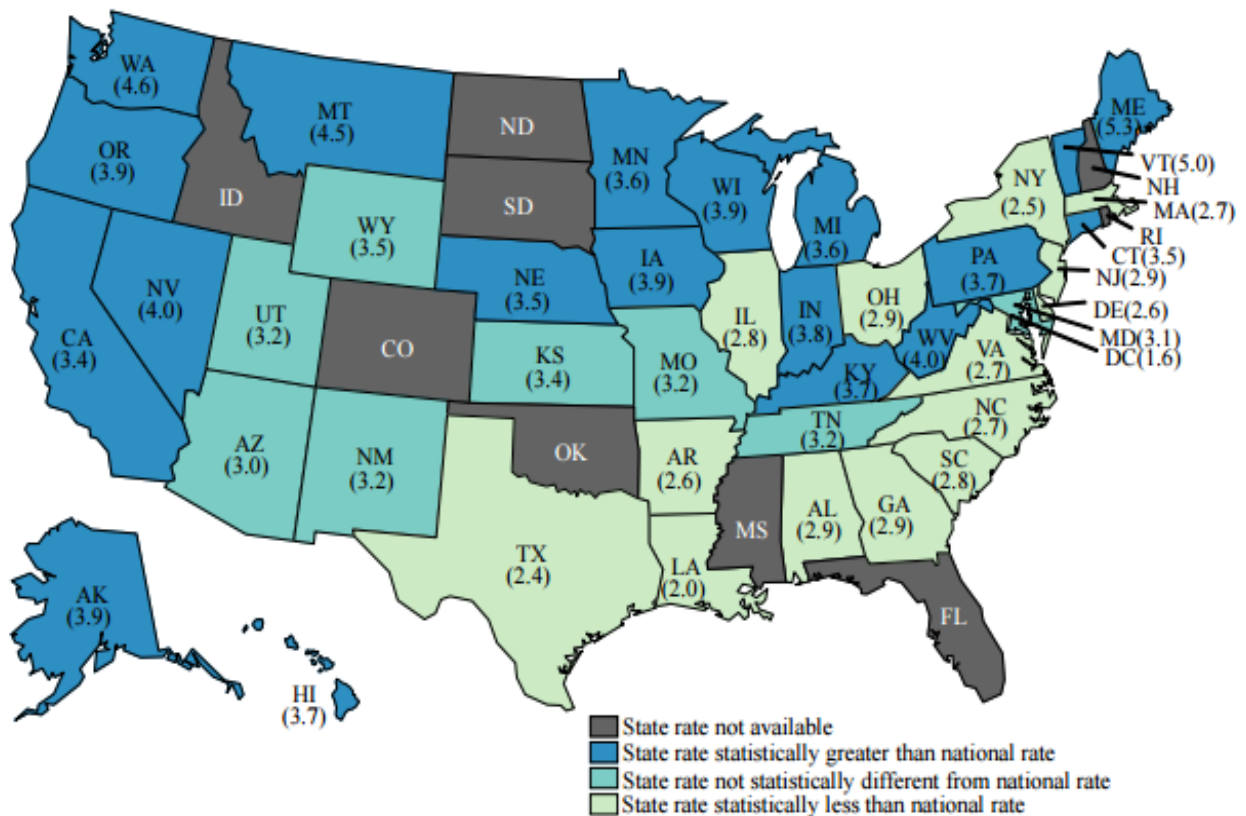 WA
(4.6)
MT
(4.5)
ND
MN
(3.6)
ME
(5.3)
OR
(3.9)
ID
SD
WI
(3.9)
MI
(3.6)
NY
(2.5)
VT(5.0)
NH
MA(2.7)
RI
CT(3.5)
NJ(2.9)
DE(2.6)
MD(3.1)
DC(1.6)
WY
(3.5)
NE
(3.5)
IA
(3.9)
PA
(3.7)
NV
(4.0)
UT
(3.2)
CO
IL
(2.8)
IN
(3.8)
OH
(2.9)
CA
(3.4)
KS
(3.4)
MO
(3.2)
KY
(3.7)
WV
(4.0)
VA
(2.7)
AZ
(3.0)
NM
(3.2)
OK
AR
(2.6)
TN
(3.2)
NC
(2.7)
SC
(2.8)
TX
(2.4)
LA
(2.0)
MS
AL
(2.9)
GA
(2.9)
FL
AK
(3.9)
HI
(3.7)
State rate not available
State rate statistically greater than national rate
State rate not statistically different from national rate
State rate statistically less than national rate